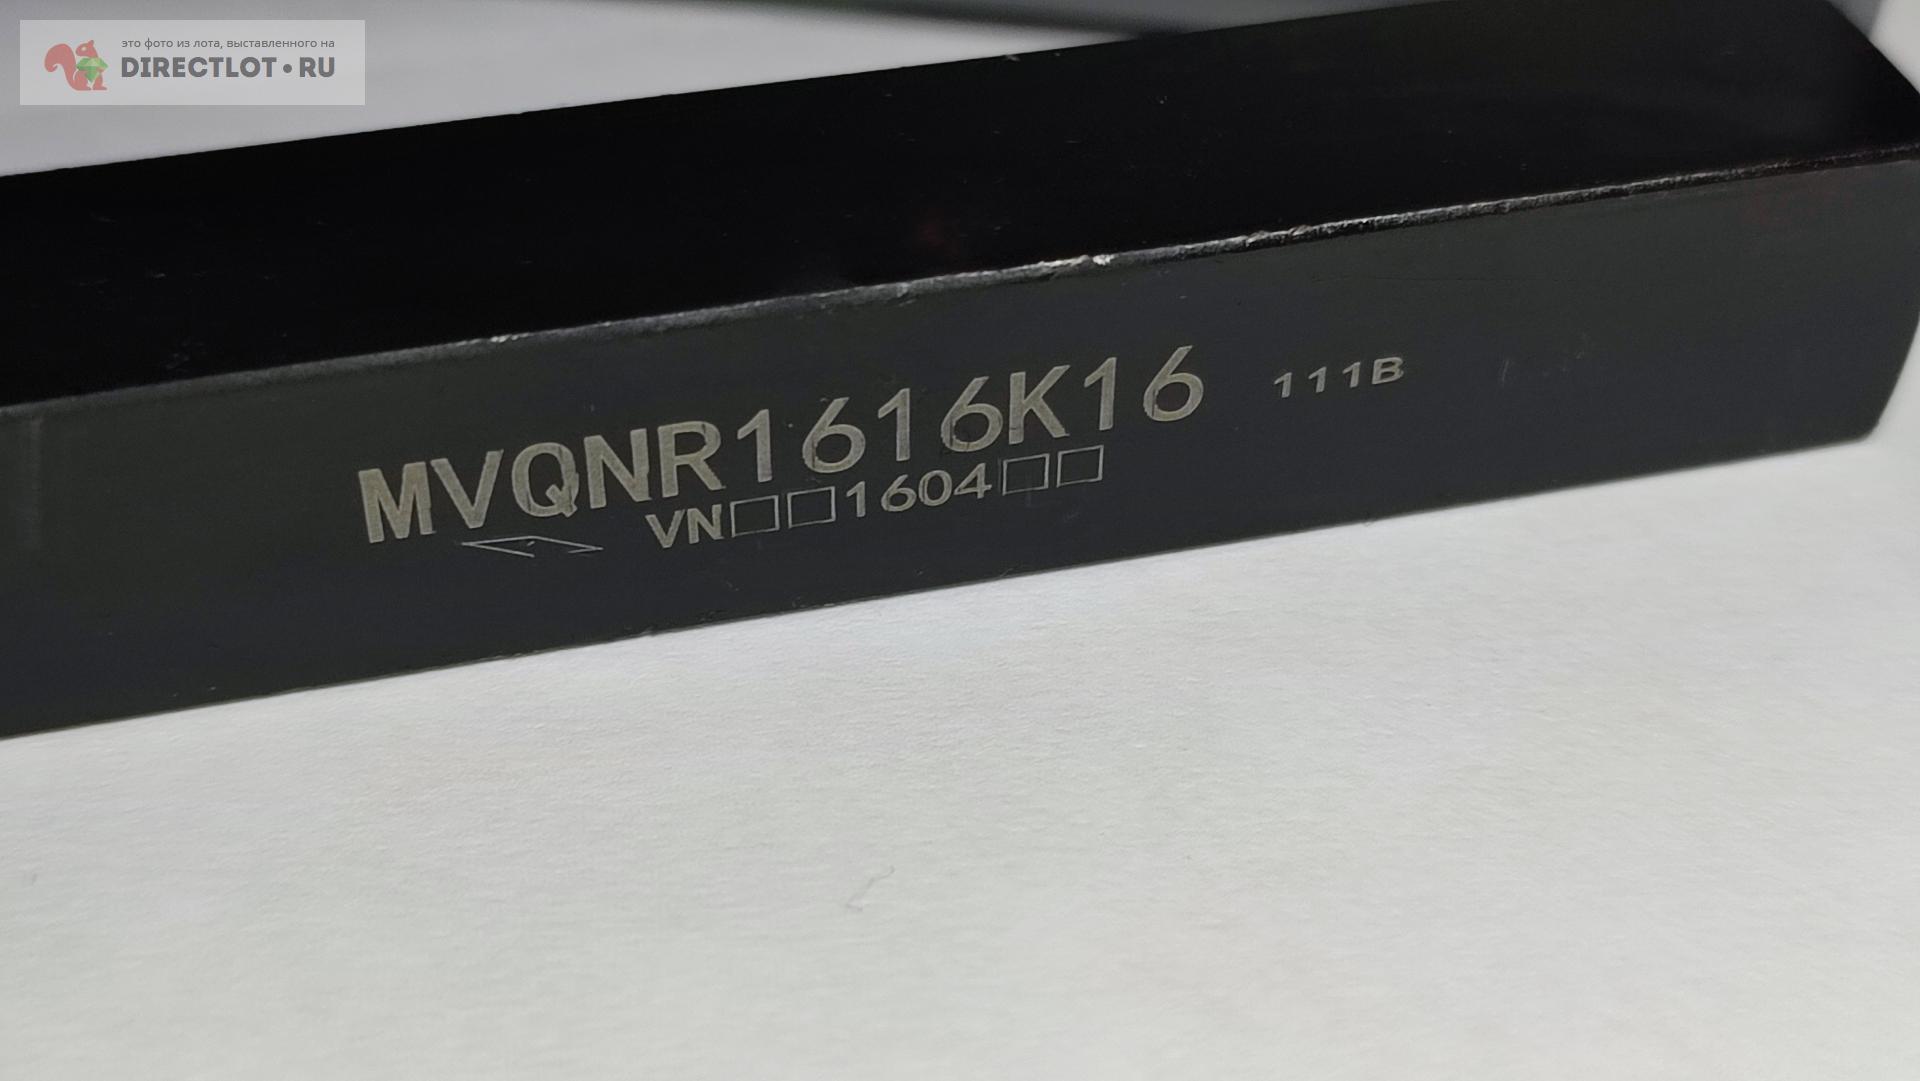 это фото из лота, выставленного на
DIRECTLOT•RU
MVQNR1616K16 111B
VN□□1604□□